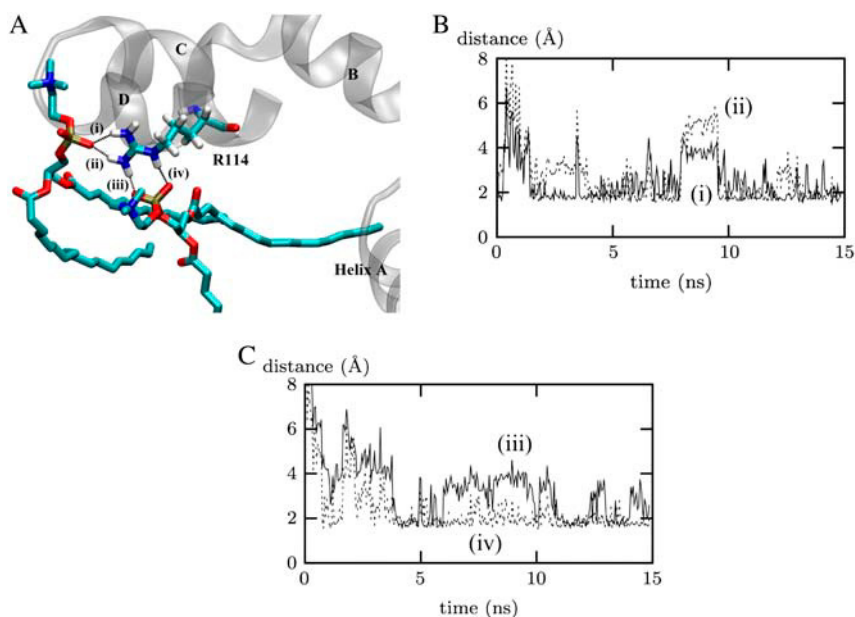 A
C
B
D
(i)
(ii)
R114
(iii)
(iv)
Helix A
B
distance (Å)
8
6
4
2
0
(ii)
(i)
0
5
10
15
time (ns)
C
distance (Å)
8
6
4
2
0
(iii)
(iv)
0
5
10
15
time (ns)